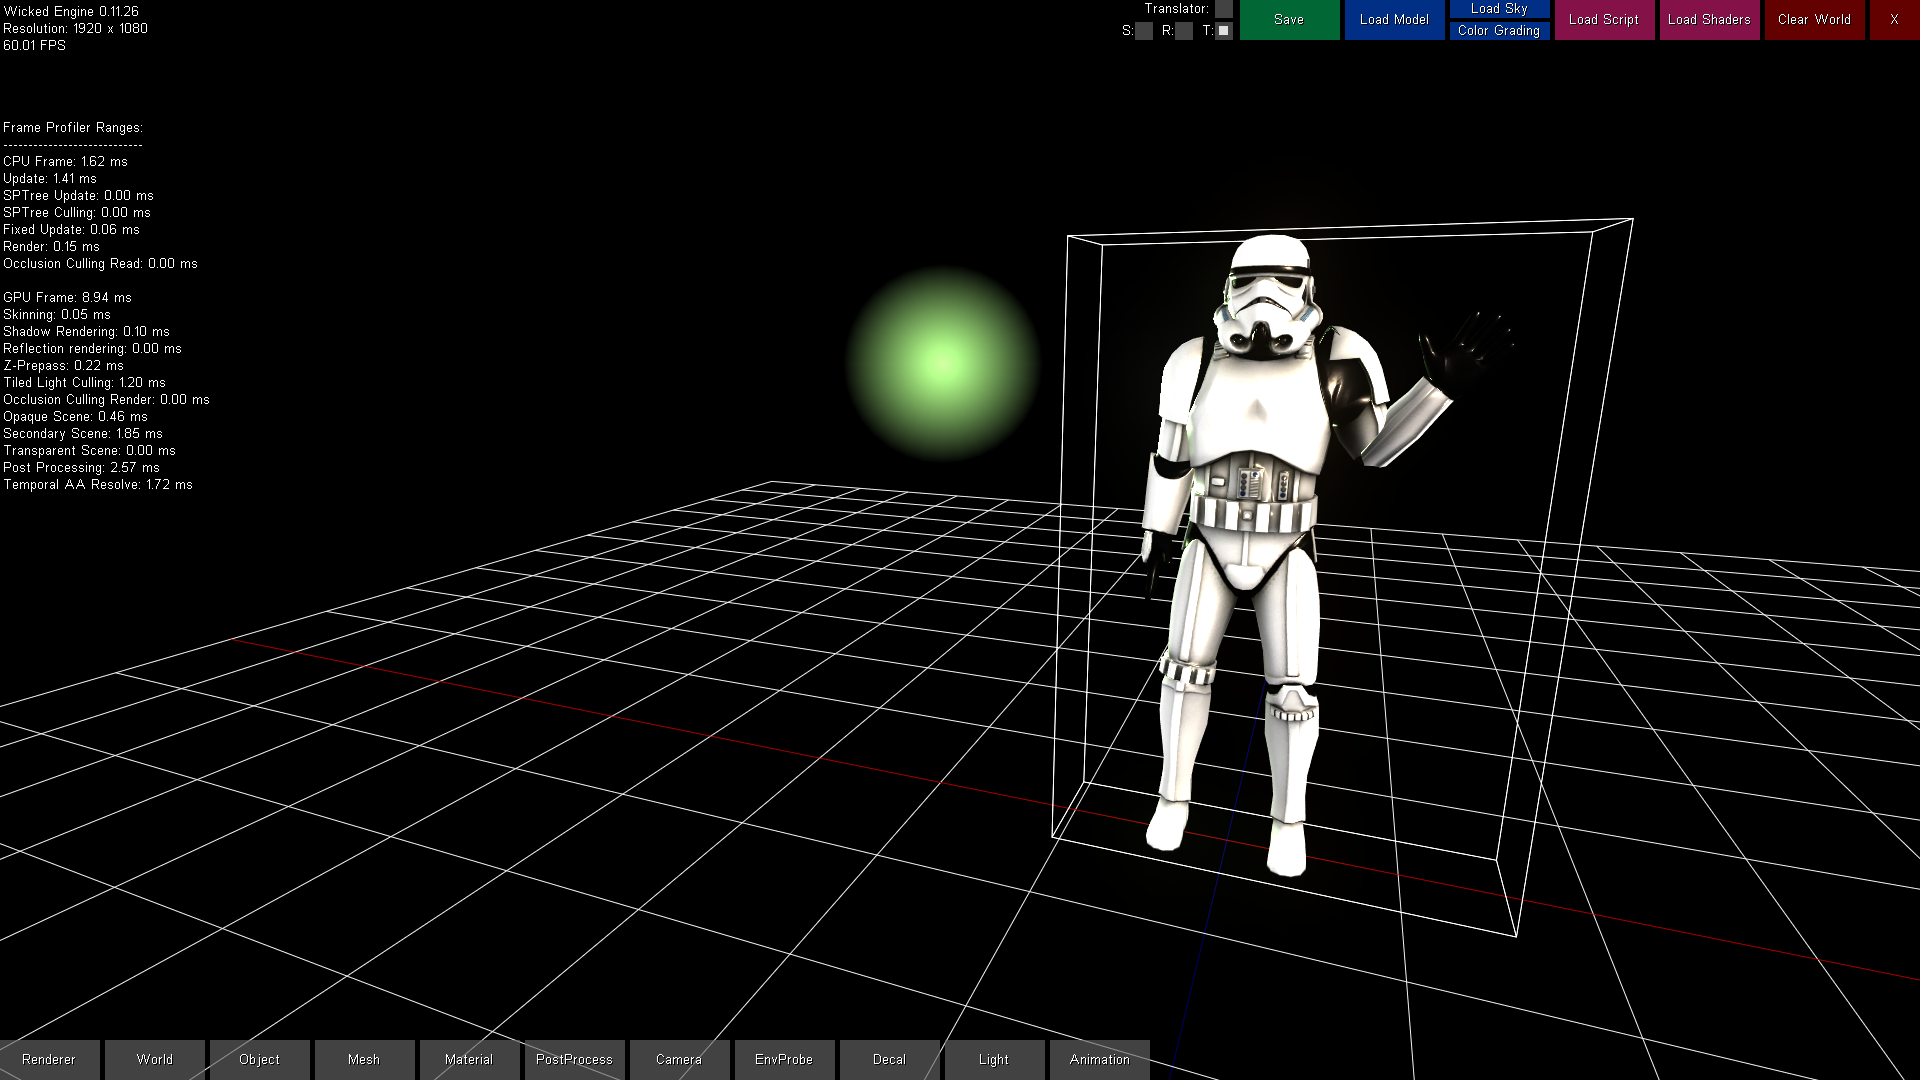 Wicked Engine 0.11.26
Resolution: 1920 x 1080
60.01 FPS
Translator:
S: R: T:
Save
Load Model
Load Sky
Color Grading
Load Script
Load Shaders
Clear World
X
Frame Profiler Ranges:
----------------------------
CPU Frame: 1.62 ms
Update: 1.41 ms
SPTree Update: 0.00 ms
SPTree Culling: 0.00 ms
Fixed Update: 0.06 ms
Render: 0.15 ms
Occlusion Culling Read: 0.00 ms
GPU Frame: 8.94 ms
Skinning: 0.05 ms
Shadow Rendering: 0.10 ms
Reflection rendering: 0.00 ms
Z-Prepass: 0.22 ms
Tiled Light Culling: 1.20 ms
Occlusion Culling Render: 0.00 ms
Opaque Scene: 0.46 ms
Secondary Scene: 1.85 ms
Transparent Scene: 0.00 ms
Post Processing: 2.57 ms
Temporal AA Resolve: 1.72 ms
Renderer
World
Object
Mesh
Material
PostProcess
Camera
EnvProbe
Decal
Light
Animation